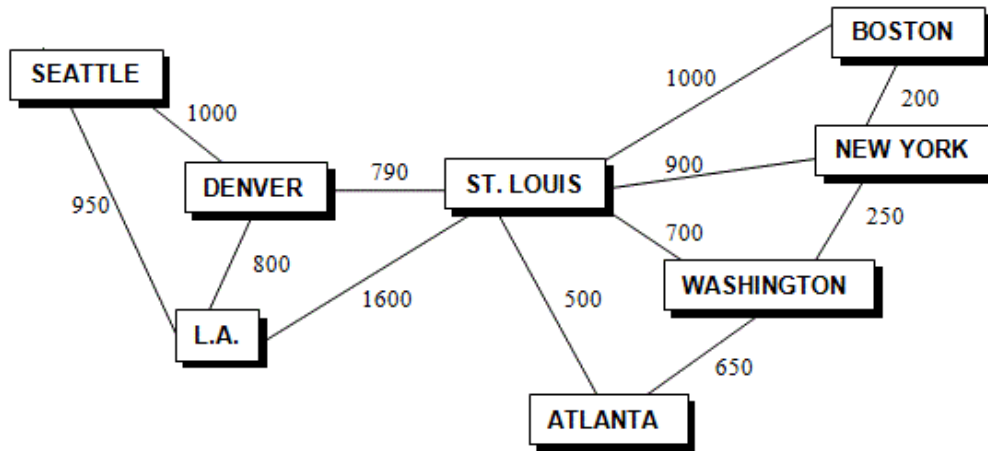 BOSTON
SEATTLE
1000
200
1000
NEW YORK
790
900
DENVER
ST. LOUIS
950
250
700
800
WASHINGTON
1600
500
L.A.
650
ATLANTA